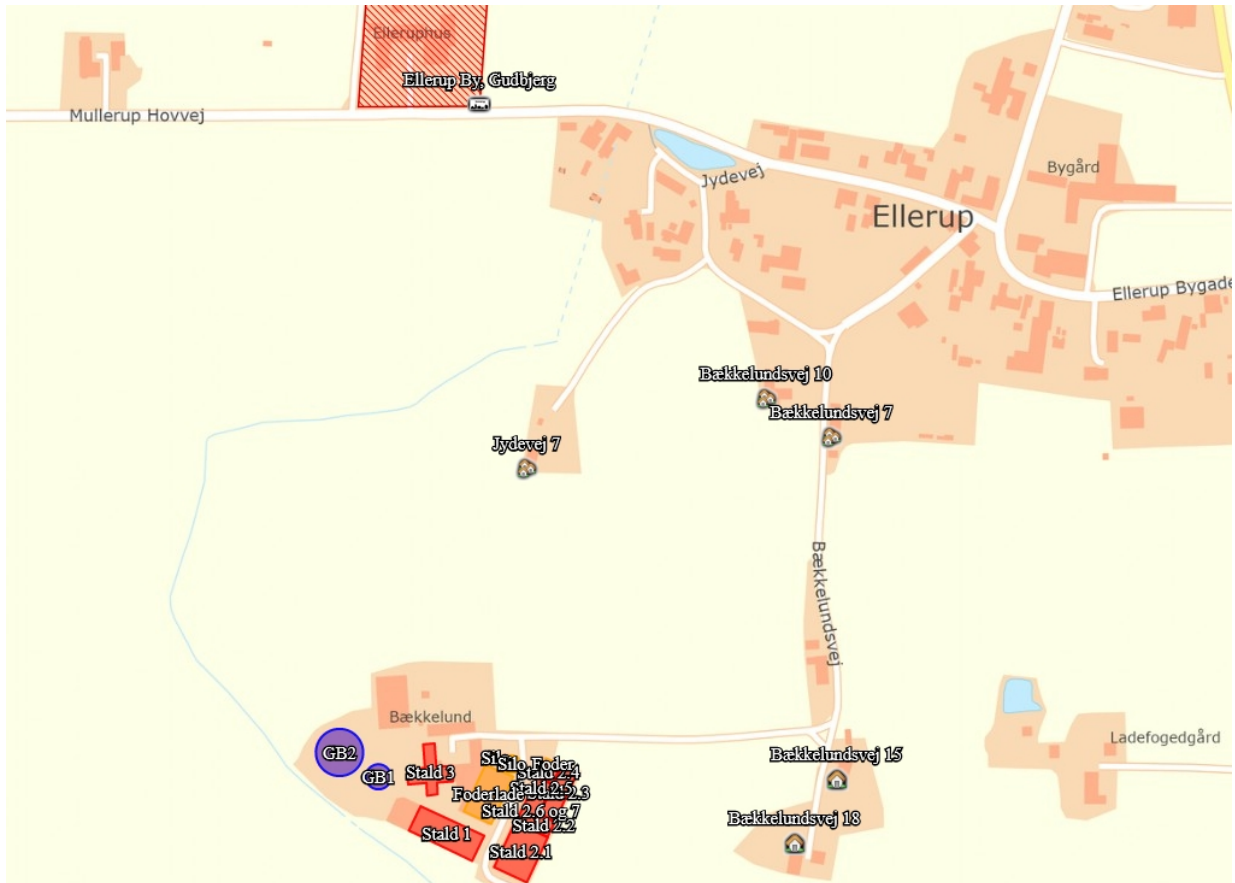 Elleruphus
Ellerup By, Gudbjerg
Mullerup Hovvej
Bygård
Jydevej
Ellerup
Ellerup Bygade
Bækkelundsvej 10
Bækkelundsvej 7
Jydevej 7
Bækkelundsvej
Bækkelund
Ladefogedgård
GB2
GB1
Stald 3
Silo Foder
Stald 2.4
Stald 2.5
Stald 2.3
Foderlade
Stald 2.6 og 7
Stald 2.2
Stald 1
Stald 2.1
Bækkelundsvej 15
Bækkelundsvej 18